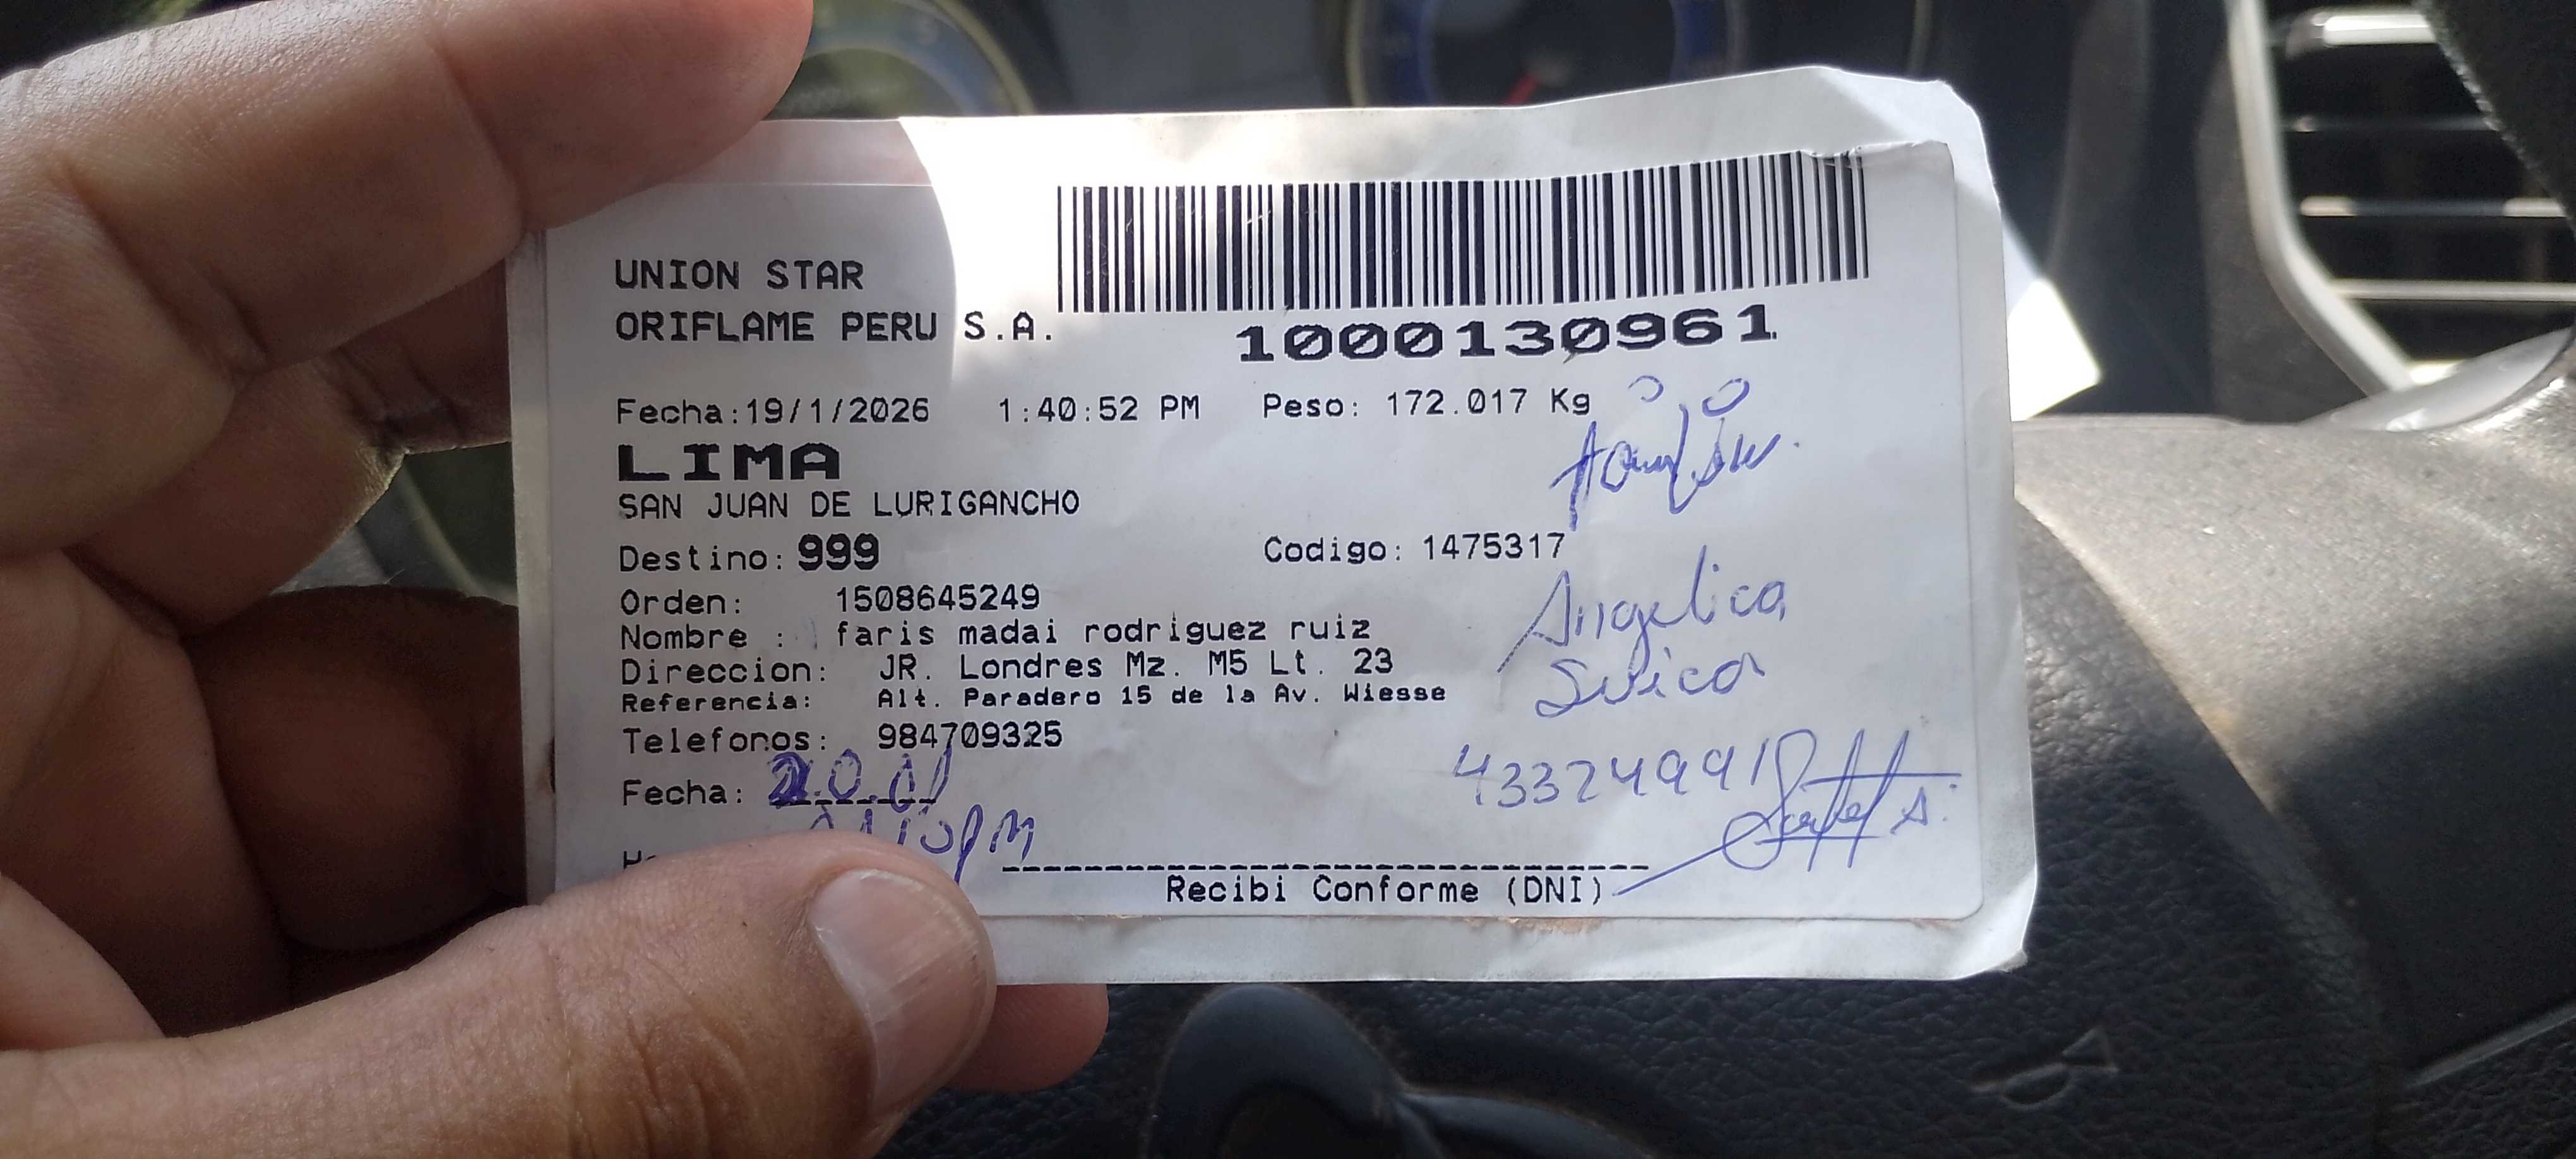 UNION STAR
ORIFLAME PERU S.A.
1000130961
Fecha:19/1/2026 1:40:52 PM Peso: 172.017 Kg
LIMA
SAN JUAN DE LURIGANCHO
Destino: 999 Codigo: 1475317
Orden: 1508645249
Nombre : faris madai rodriguez ruiz
Direccion: JR. Londres Mz. M5 Lt. 23
Referencia: Alt. Paradero 15 de la Av. Wiesse
Telefonos: 984709325
Angelica
Suica
Fecha: 20.01
Recibi Conforme (DNI)